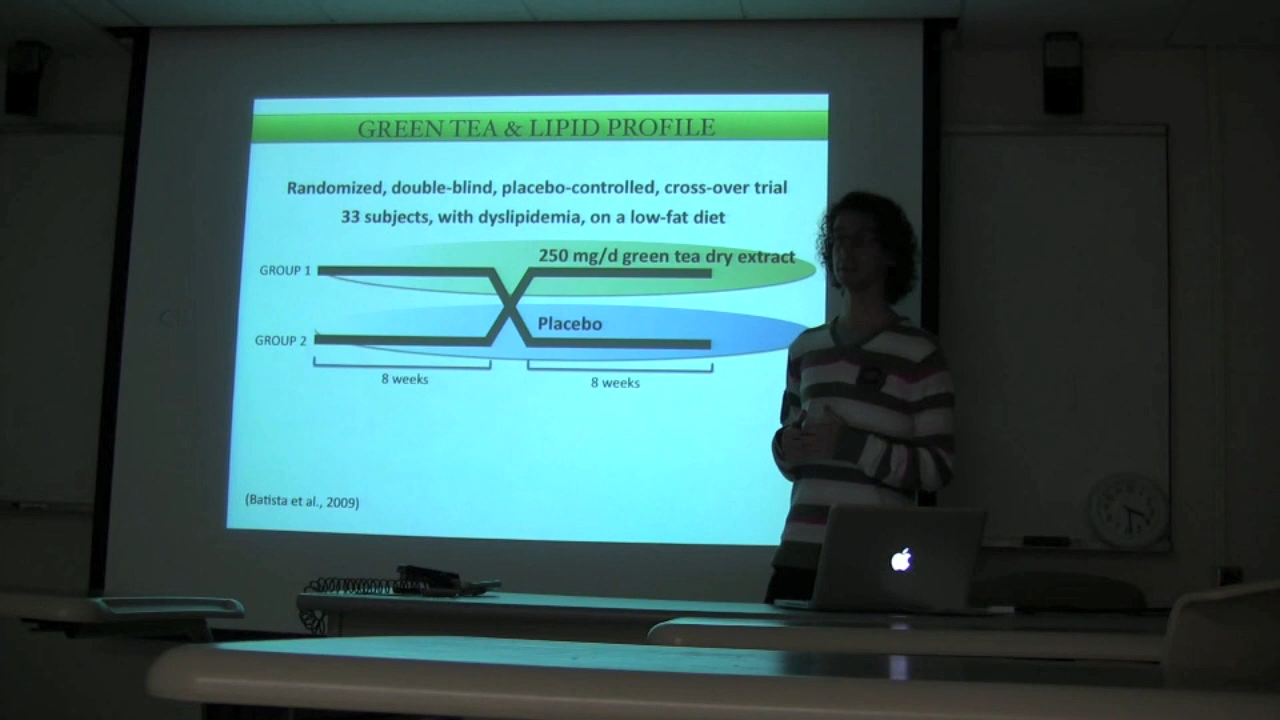 GREEN TEA & LIPID PROFILE
Randomized, double-blind, placebo-controlled, cross-over trial
33 subjects, with dyslipidemia, on a low-fat diet
250 mg/d green tea dry extract
GROUP 1
Placebo
GROUP 2
8 weeks
8 weeks
(Batista et al., 2009)